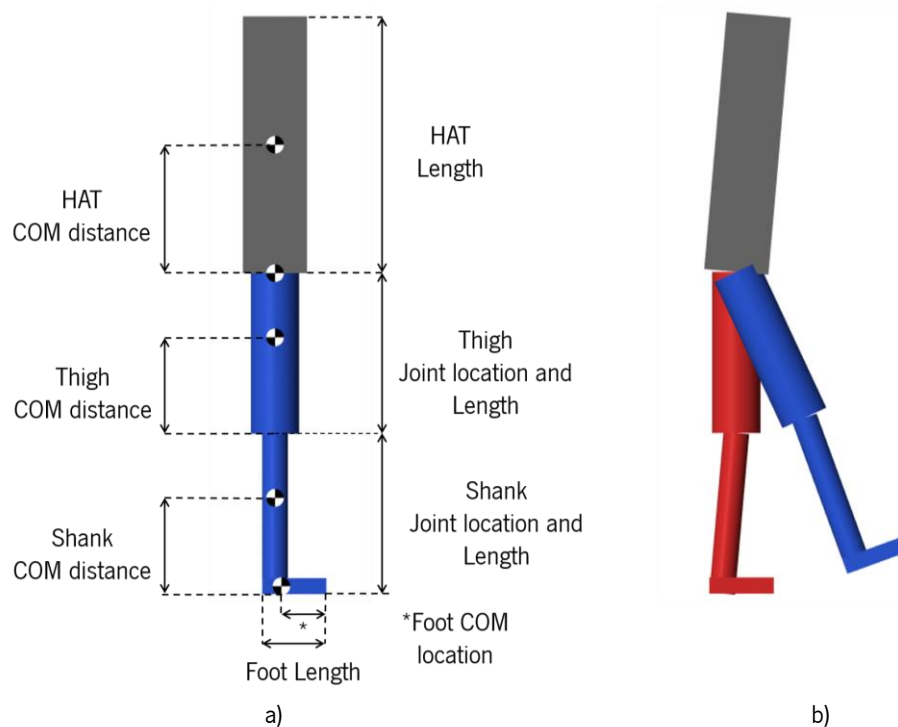 HAT
Length
HAT
COM distance
Thigh
Joint location and
Length
Thigh
COM distance
Shank
Joint location and
Length
Shank
COM distance
*
*Foot COM
location
Foot Length
a)
b)